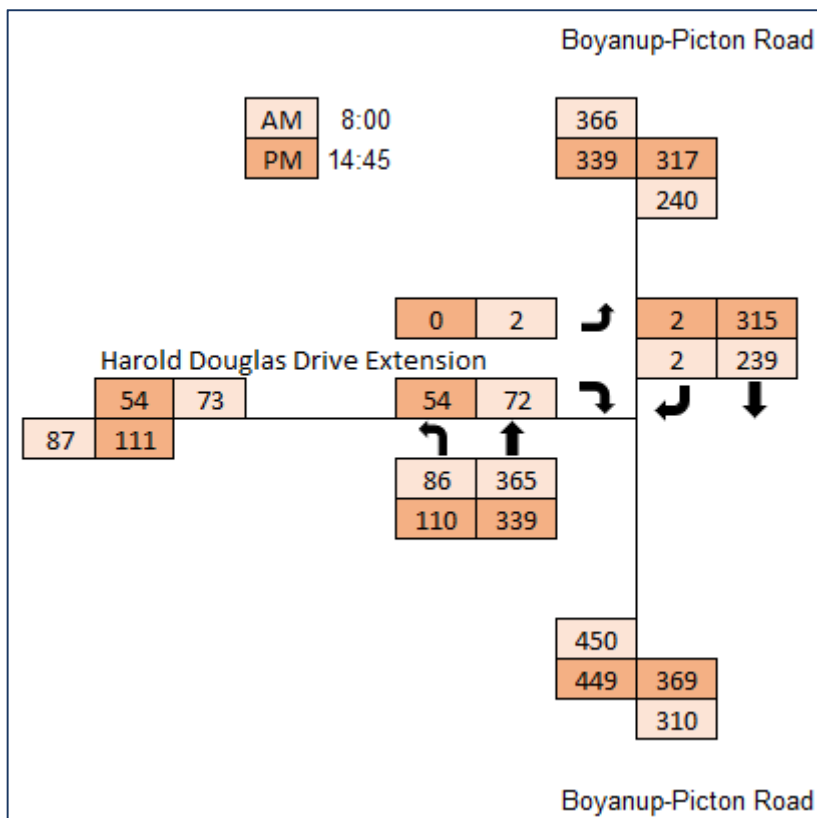 Boyanup-Picton Road
AM 8:00 366
PM 14:45 339 317
240
0 2 2 315
2 239
Harold Douglas Drive Extension
54 73 54 72
87 111
86 365
110 339
450
449 369
310
Boyanup-Picton Road